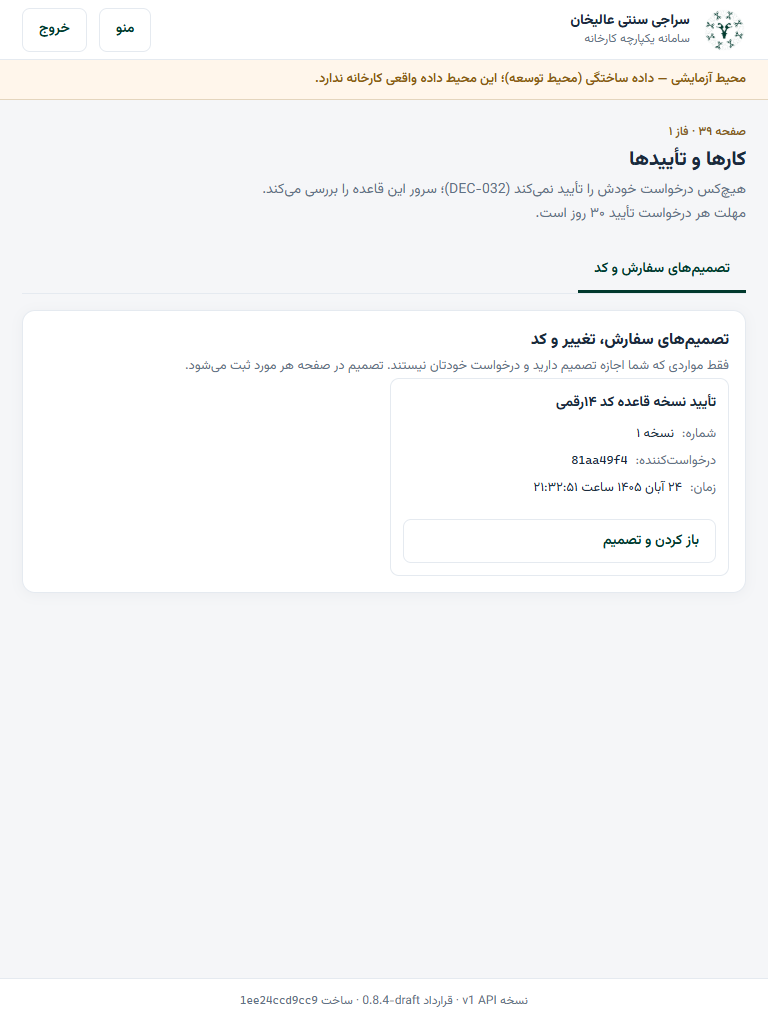 سراجی سنتی عالیخان
سامانه یکپارچه کارخانه
منو
خروج
محیط آزمایشی — داده ساختگی (محیط توسعه)؛ این محیط داده واقعی کارخانه ندارد.
صفحه ۳۹ · فاز ۱
کارها و تأییدها
هیچ‌کس درخواست خودش را تأیید نمی‌کند (DEC-032)؛ سرور این قاعده را بررسی می‌کند.
مهلت هر درخواست تأیید ۳۰ روز است.
تصمیم‌های سفارش و کد
تصمیم‌های سفارش، تغییر و کد
فقط مواردی که شما اجازه تصمیم دارید و درخواست خودتان نیستند. تصمیم در صفحه هر مورد ثبت می‌شود.
تأیید نسخه قاعده کد ۱۴رقمی
شماره: نسخه ۱
درخواست‌کننده: 81aa49f4
زمان: ۲۴ آبان ۱۴۰۵ ساعت ۲۱:۳۲:۵۱
باز کردن و تصمیم
نسخه v1 API · قرارداد 0.8.4-draft · ساخت 1ee24ccd9cc9